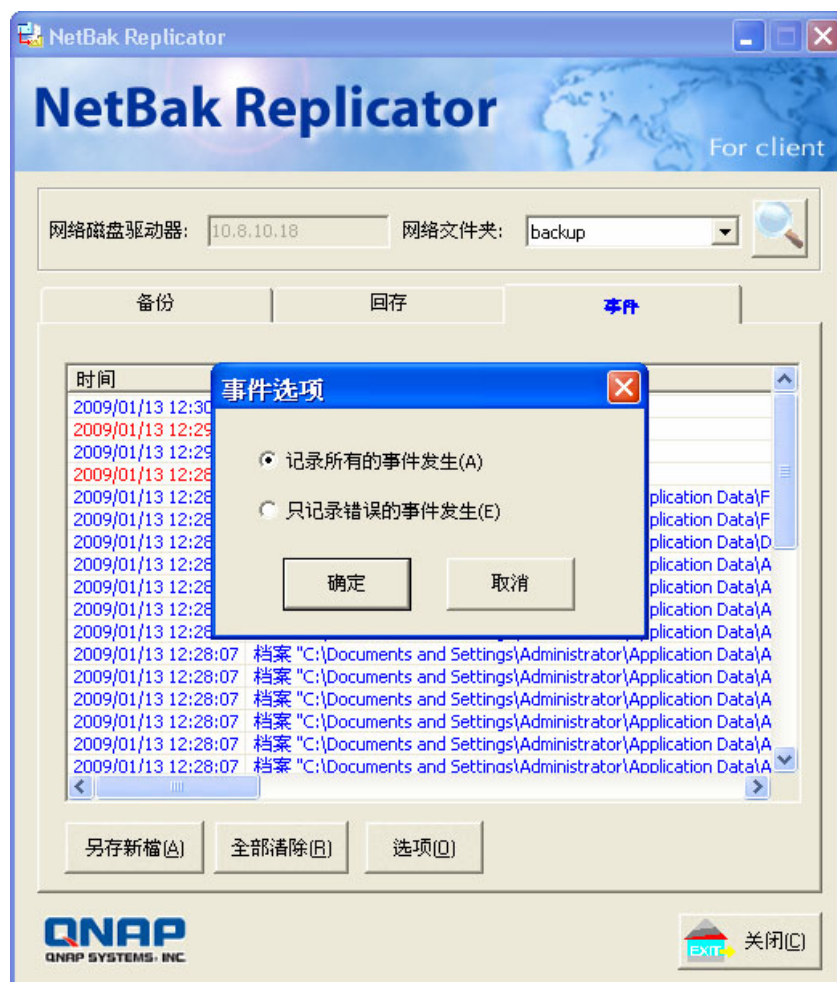 NetBak Replicator
NetBak Replicator
For client
网络磁盘驱动器: 10.8.10.18 网络文件夹: backup
备份 回存 事件
时间
事件选项
2009/01/13 12:30
2009/01/13 12:29
2009/01/13 12:29
记录所有的事件发生(A)
2009/01/13 12:28
2009/01/13 12:28 plication Data\F
只记录错误的事件发生(E)
2009/01/13 12:28 plication Data\F
2009/01/13 12:28 plication Data\D
2009/01/13 12:28 plication Data\A
确定 取消
2009/01/13 12:28 plication Data\A
2009/01/13 12:28 plication Data\A
2009/01/13 12:28 plication Data\A
2009/01/13 12:28:07 档案 "C:\Documents and Settings\Administrator\Application Data\A
2009/01/13 12:28:07 档案 "C:\Documents and Settings\Administrator\Application Data\A
2009/01/13 12:28:07 档案 "C:\Documents and Settings\Administrator\Application Data\A
2009/01/13 12:28:07 档案 "C:\Documents and Settings\Administrator\Application Data\A
2009/01/13 12:28:07 档案 "C:\Documents and Settings\Administrator\Application Data\A
2009/01/13 12:28:07 档案 "C:\Documents and Settings\Administrator\Application Data\A
另存新檔(A) 全部清除(R) 选项(O)
QNAP
QNAP SYSTEMS, INC.
EXIT 关闭(C)